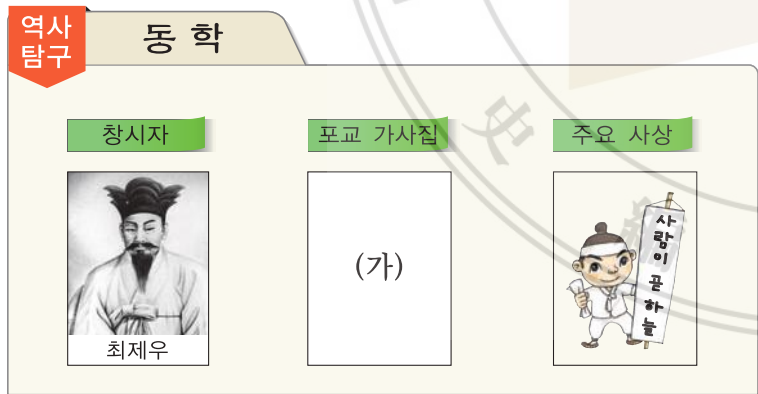 역사
탐구
동 학
창시자
포교 가사집
주요 사상
최제우
(가)
사람이 곧 하늘
史